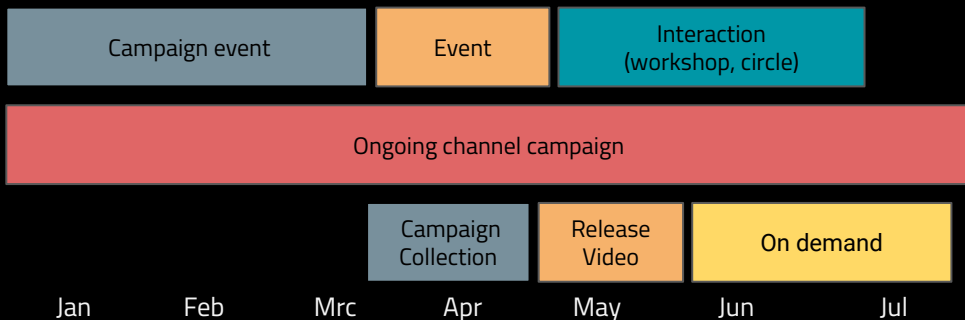 Campaign event
Event
Interaction
(workshop, circle)
Ongoing channel campaign
Campaign
Collection
Release
Video
On demand
Jan
Feb
Mrc
Apr
May
Jun
Jul